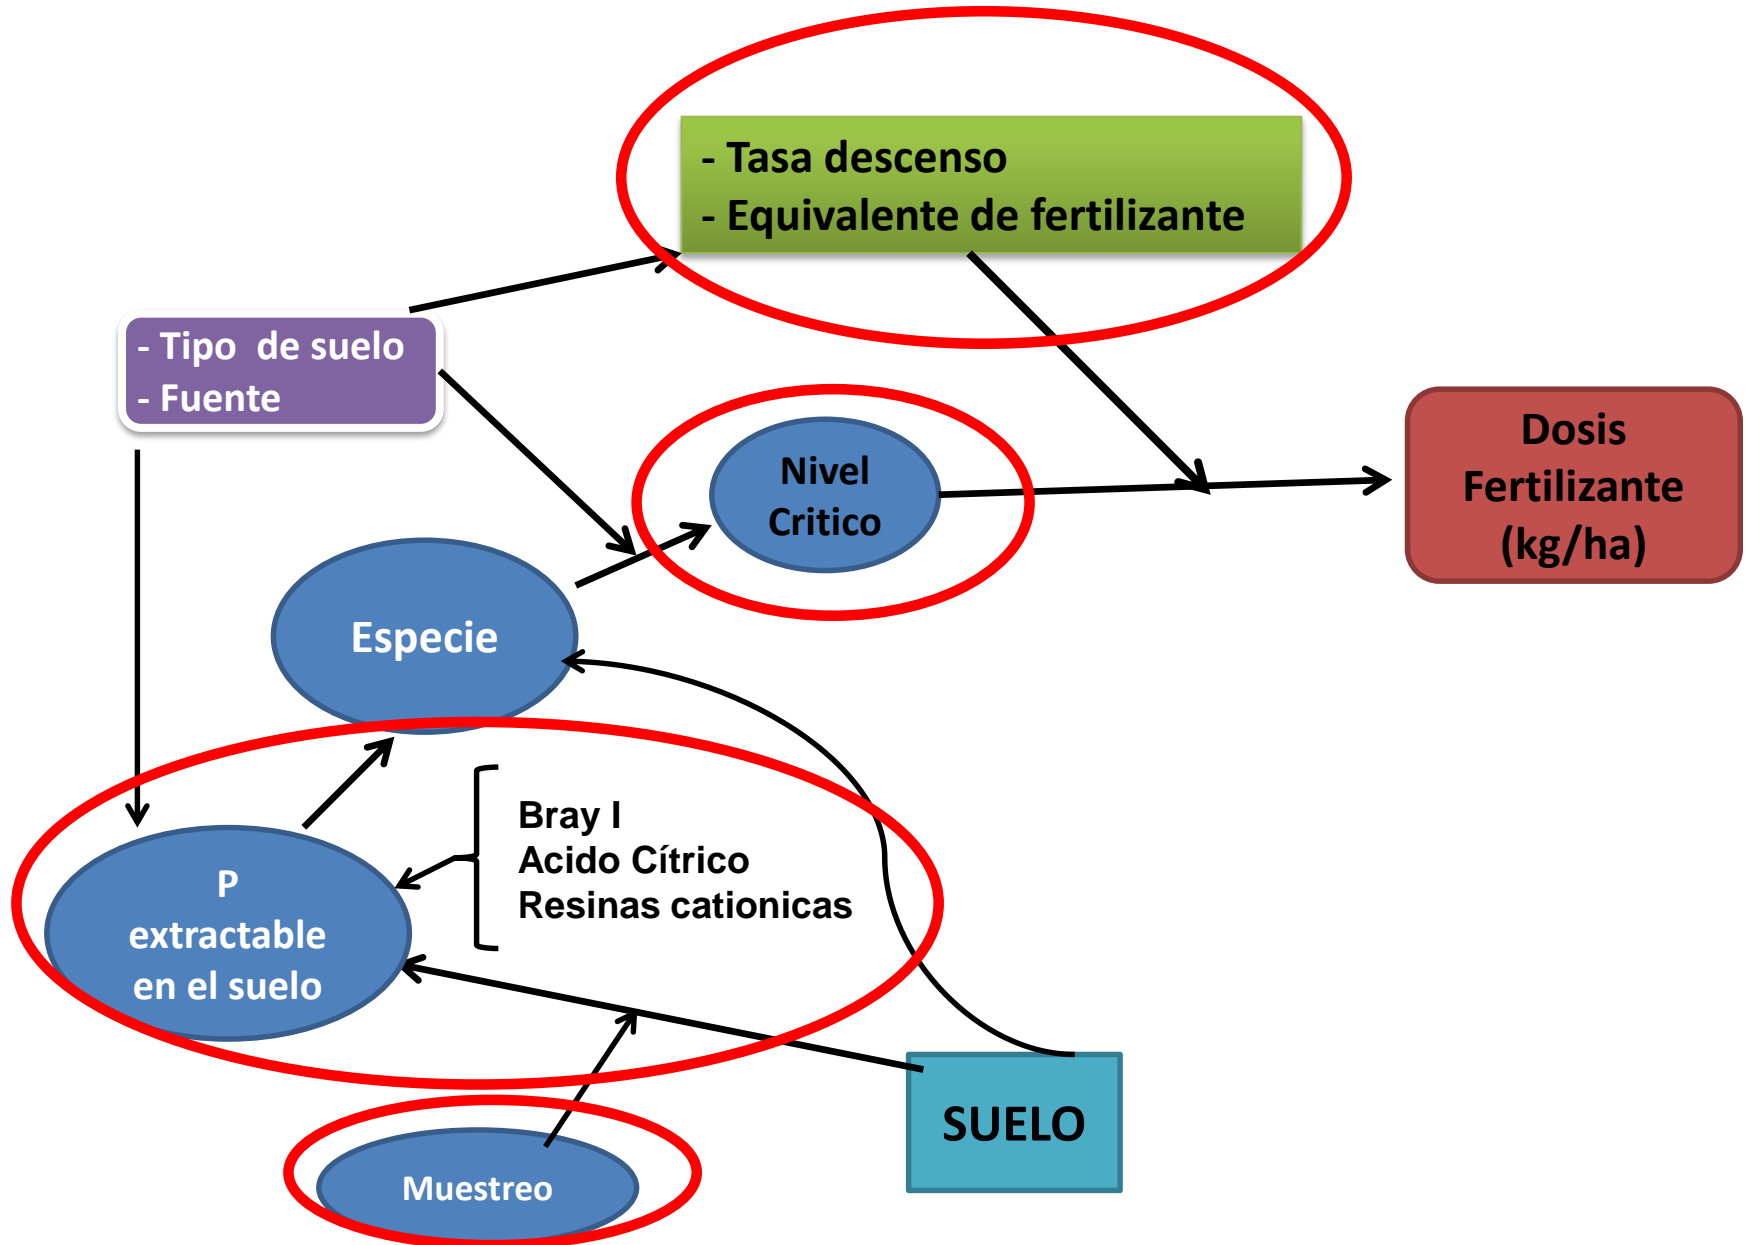 - Tasa descenso
- Equivalente de fertilizante
- Tipo de suelo
- Fuente
Nivel
Critico
Dosis
Fertilizante
(kg/ha)
Especie
Bray I
Acido Cítrico
Resinas cationicas
P
extractable
en el suelo
SUELO
Muestreo